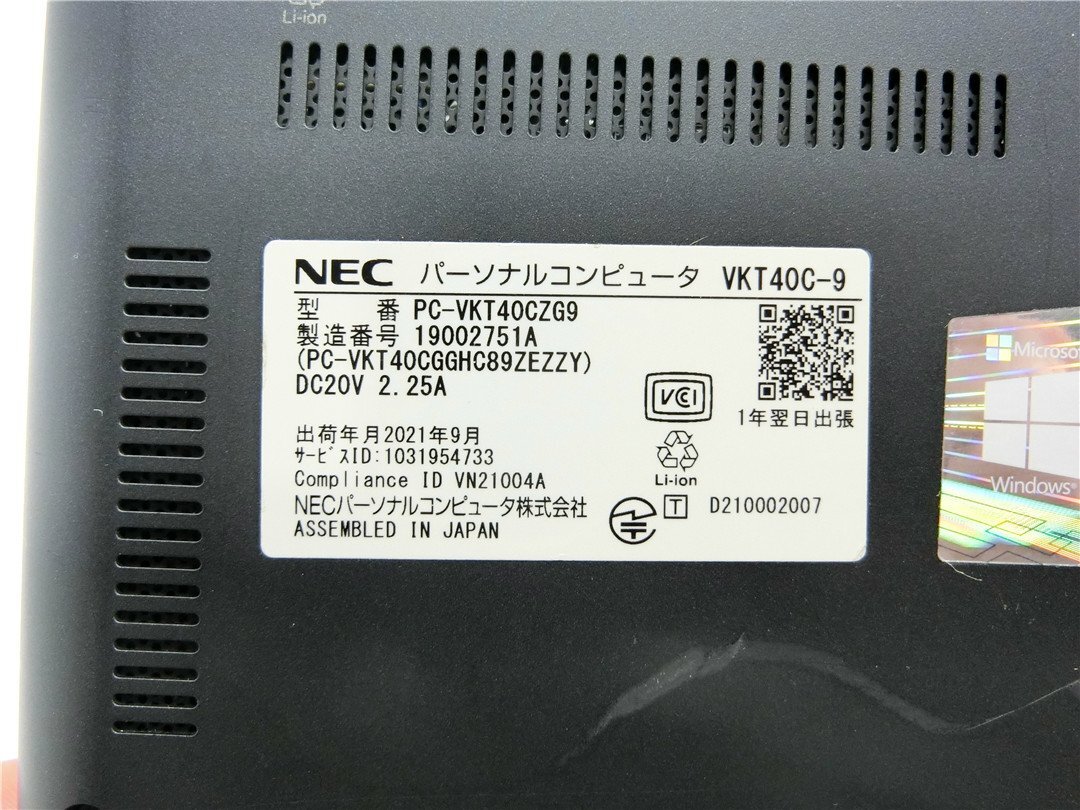 Li-ion
NEC パーソナルコンピュータ VKT40C-9
型 番 PC-VKT40CZG9
製造番号 19002751A
(PC-VKT40CGGHC89ZEZZY)
DC20V 2.25A
VCI
1年翌日出張
出荷年月2021年9月
ｻｰﾋﾞｽID:1031954733
Compliance ID VN21004A
Li-ion
NECパーソナルコンピュータ株式会社
T D210002007
ASSEMBLED IN JAPAN
Microso
Windows®